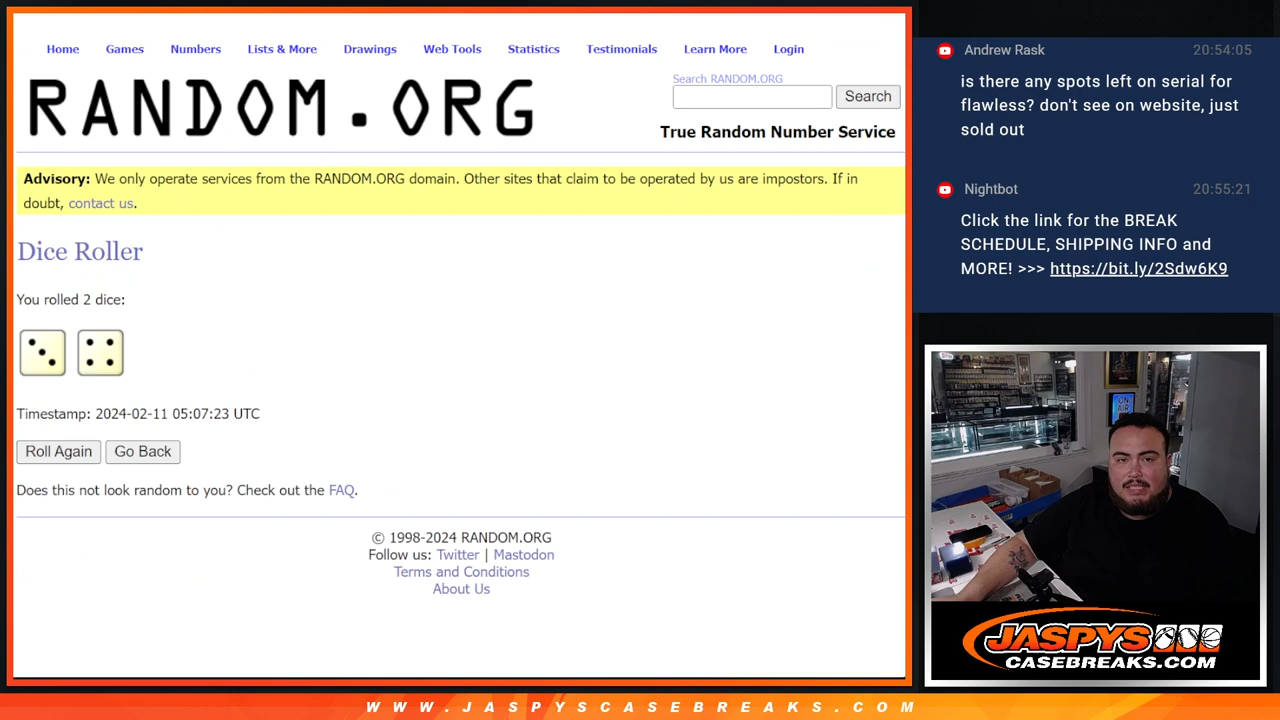 Home Games Numbers Lists & More Drawings Web Tools Statistics Testimonials Learn More Login
RANDOM.ORG
Search RANDOM.ORG
Search
True Random Number Service
Advisory: We only operate services from the RANDOM.ORG domain. Other sites that claim to be operated by us are impostors. If in
doubt, contact us.
Dice Roller
You rolled 2 dice:
Timestamp: 2024-02-11 05:07:23 UTC
Roll Again Go Back
Does this not look random to you? Check out the FAQ.
© 1998-2024 RANDOM.ORG
Follow us: Twitter | Mastodon
Terms and Conditions
About Us
Andrew Rask 20:54:05
is there any spots left on serial for
flawless? don't see on website, just
sold out
Nightbot 20:55:21
Click the link for the BREAK
SCHEDULE, SHIPPING INFO and
MORE! >>> https://bit.ly/2Sdw6K9
ON
AIR
JASPYS
CASEBREAKS.COM
WWW.JASPYSCASEBREAKS.COM